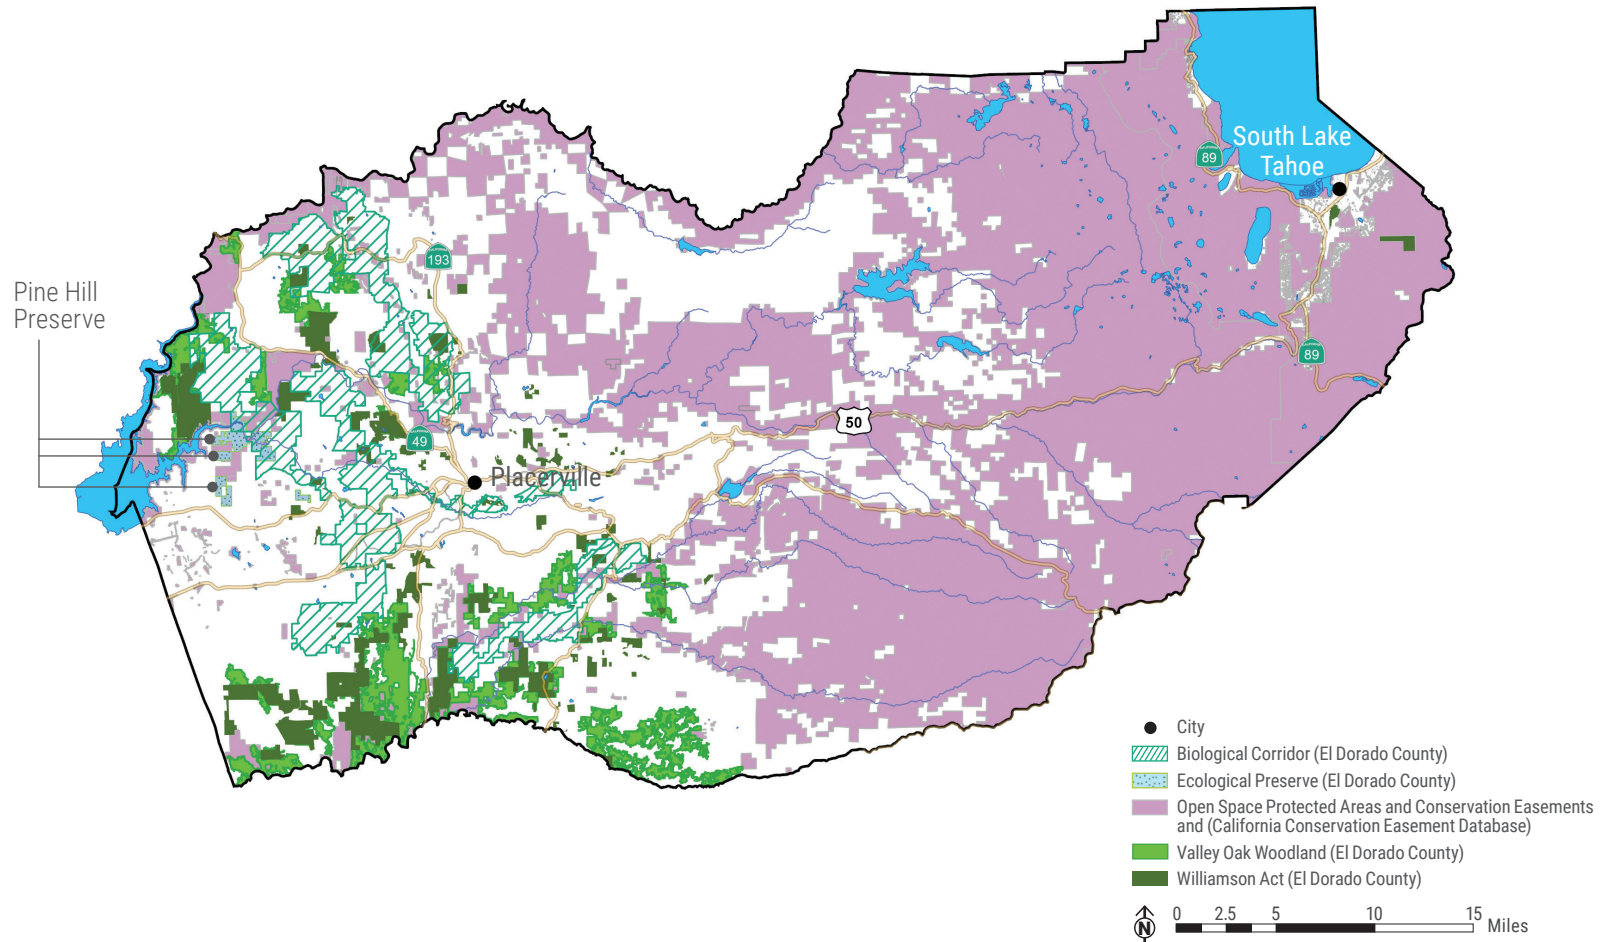 South Lake
Tahoe
89
193
Pine Hill
Preserve
89
50
49
Placerville
City
Biological Corridor (El Dorado County)
Ecological Preserve (El Dorado County)
Open Space Protected Areas and Conservation Easements
and (California Conservation Easement Database)
Valley Oak Woodland (El Dorado County)
Williamson Act (El Dorado County)
N
0 2.5 5 10 15 Miles